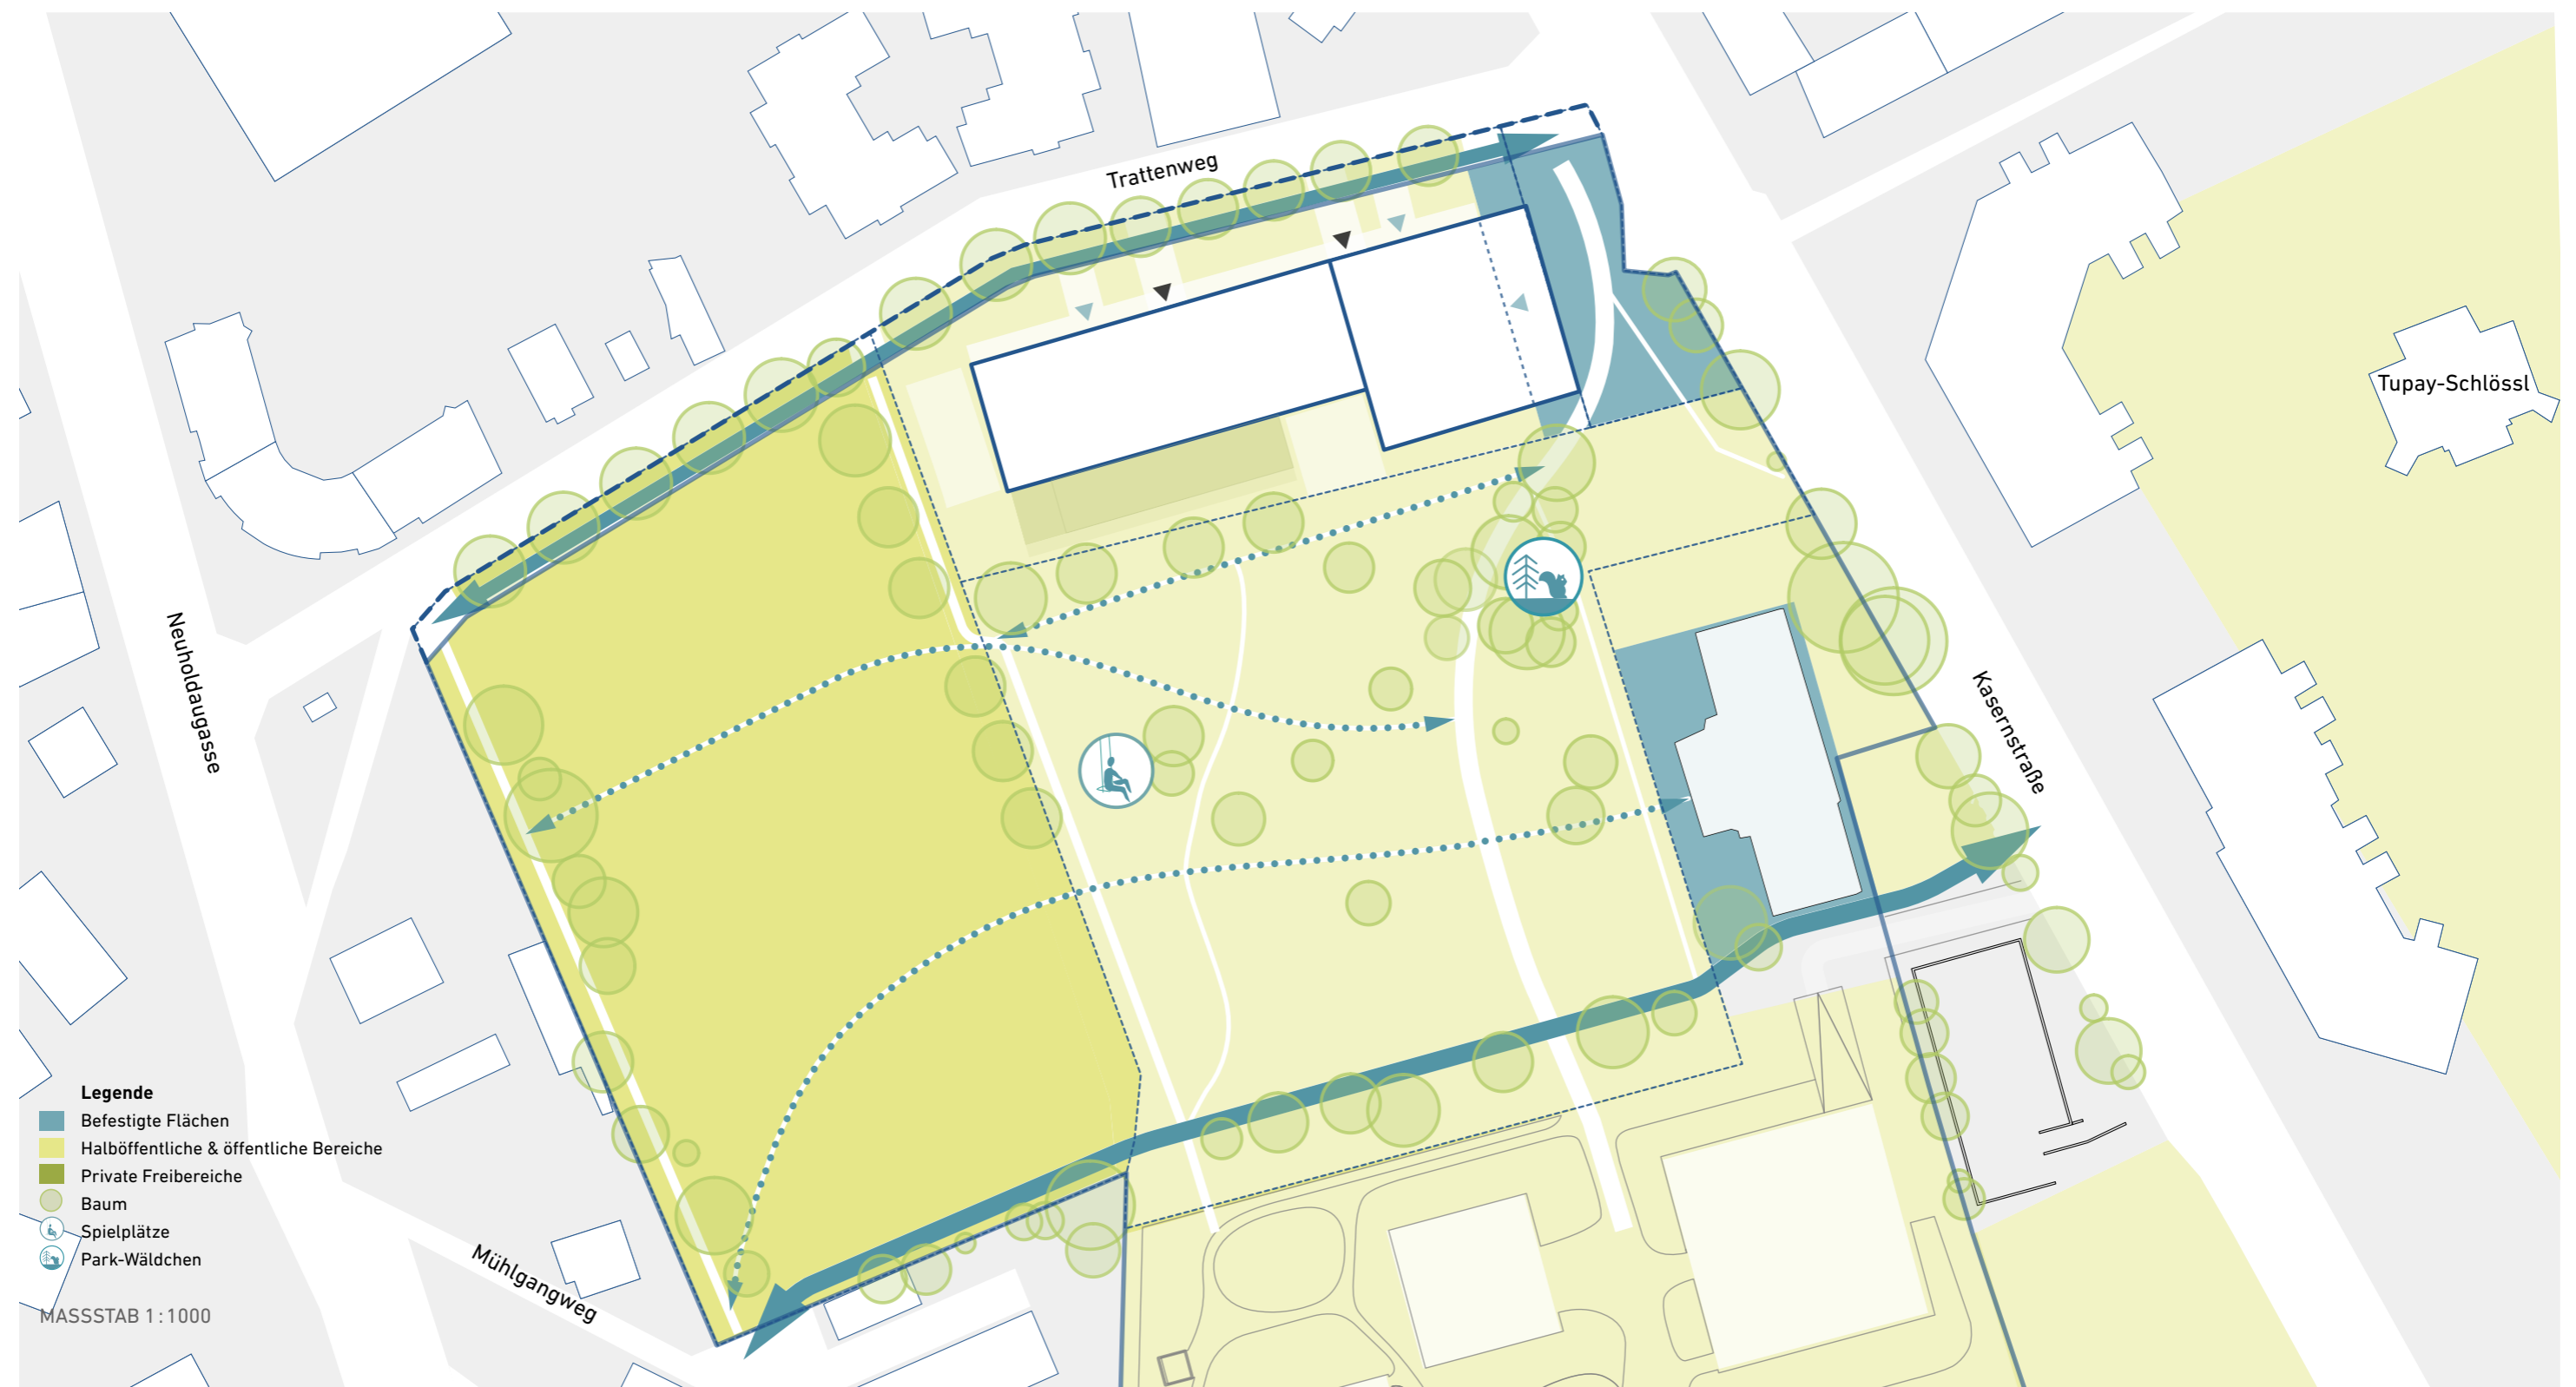 Trattenweg
Tupay-Schlössl
Neuholdaugasse
Kasernstraße
Mühlgangweg
Legende
Befestigte Flächen
Halböffentliche & öffentliche Bereiche
Private Freibereiche
Baum
Spielplätze
Park-Wäldchen
MASSSTAB 1:1000